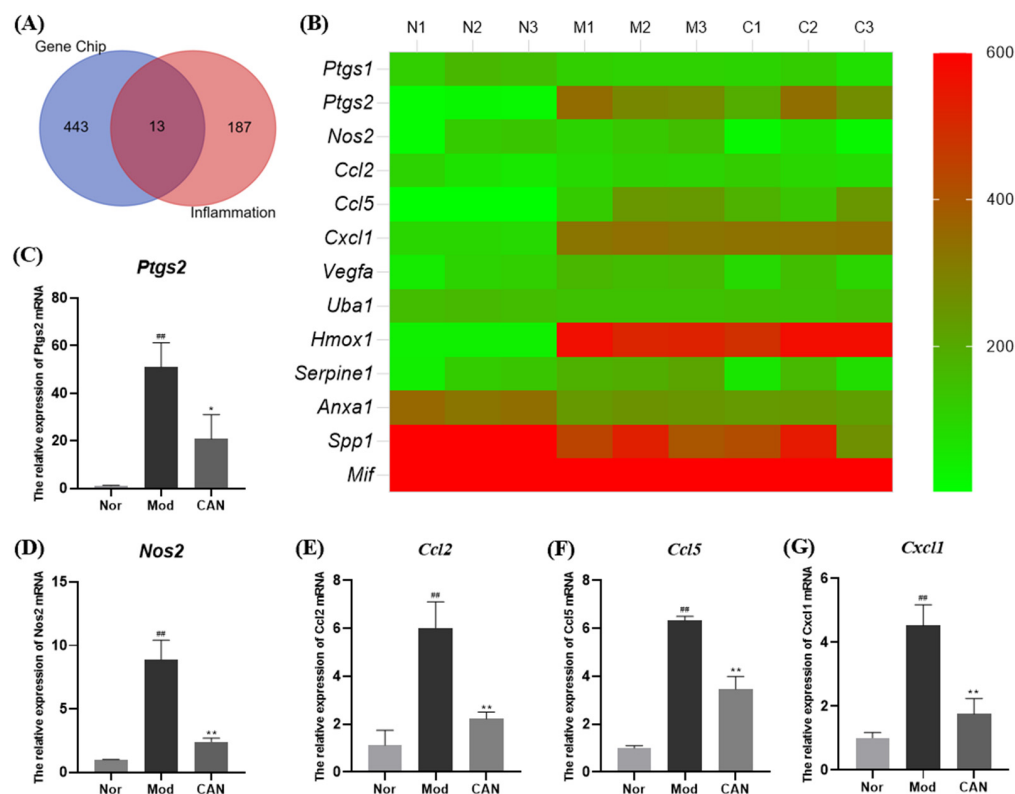 (A)
Gene Chip
443
13
187
Inflammation
(B)
N1 N2 N3 M1 M2 M3 C1 C2 C3
Ptgs1
Ptgs2
Nos2
Ccl2
Ccl5
Cxcl1
Vegfa
Uba1
Hmox1
Serpine1
Anxa1
Spp1
Mif
600
400
200
(C)
Ptgs2
The relative expression of Ptgs2 mRNA
80
60
40
20
0
##
*
Nor Mod CAN
(D)
Nos2
The relative expression of Nos2 mRNA
15
10
5
0
##
**
Nor Mod CAN
(E)
Ccl2
The relative expression of Ccl2 mRNA
8
6
4
2
0
##
**
Nor Mod CAN
(F)
Ccl5
The relative expression of Ccl5 mRNA
8
6
4
2
0
##
**
Nor Mod CAN
(G)
Cxcl1
The relative expression of Cxcl1 mRNA
6
4
2
0
##
**
Nor Mod CAN